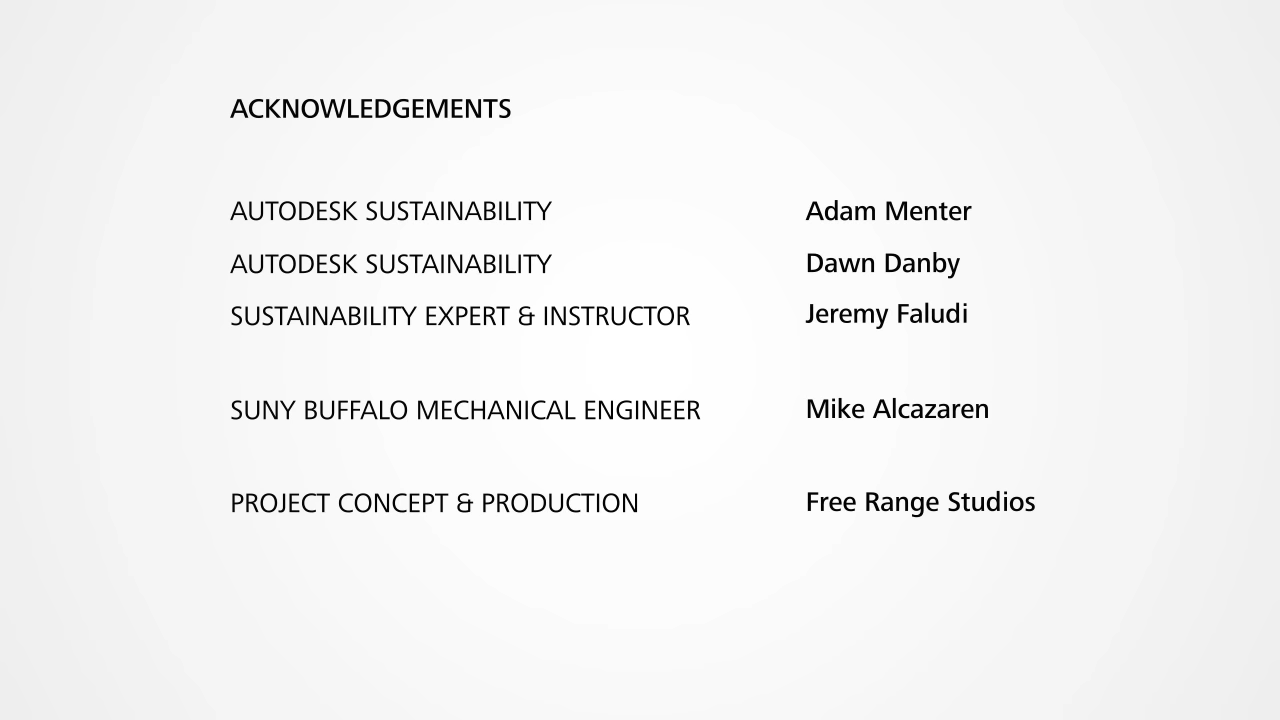 ACKNOWLEDGEMENTS
AUTODESK SUSTAINABILITY Adam Menter
AUTODESK SUSTAINABILITY Dawn Danby
SUSTAINABILITY EXPERT & INSTRUCTOR Jeremy Faludi
SUNY BUFFALO MECHANICAL ENGINEER Mike Alcazaren
PROJECT CONCEPT & PRODUCTION Free Range Studios